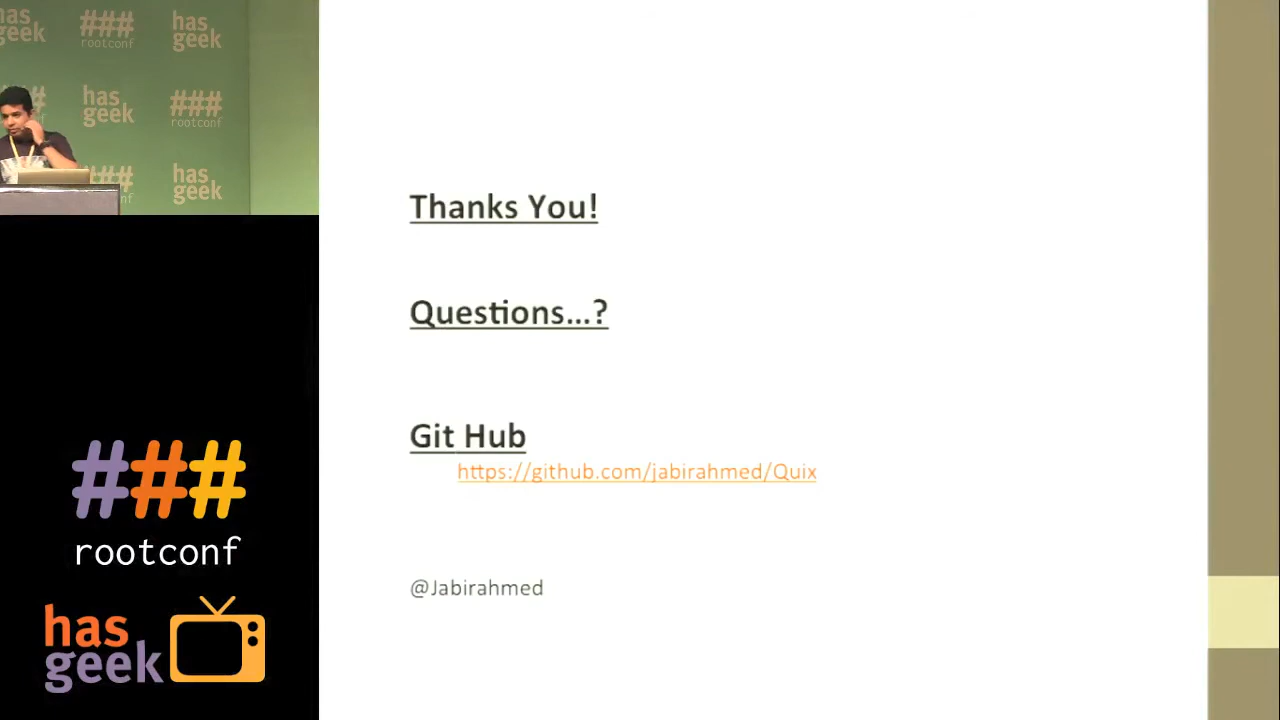 has
geek
###
rootconf
has
geek
has
geek
###
rootconf
###
has
geek
###
rootconf
has
geek
Thanks You!
Questions...?
Git Hub
https://github.com/jabirahmed/Quix
@Jabirahmed